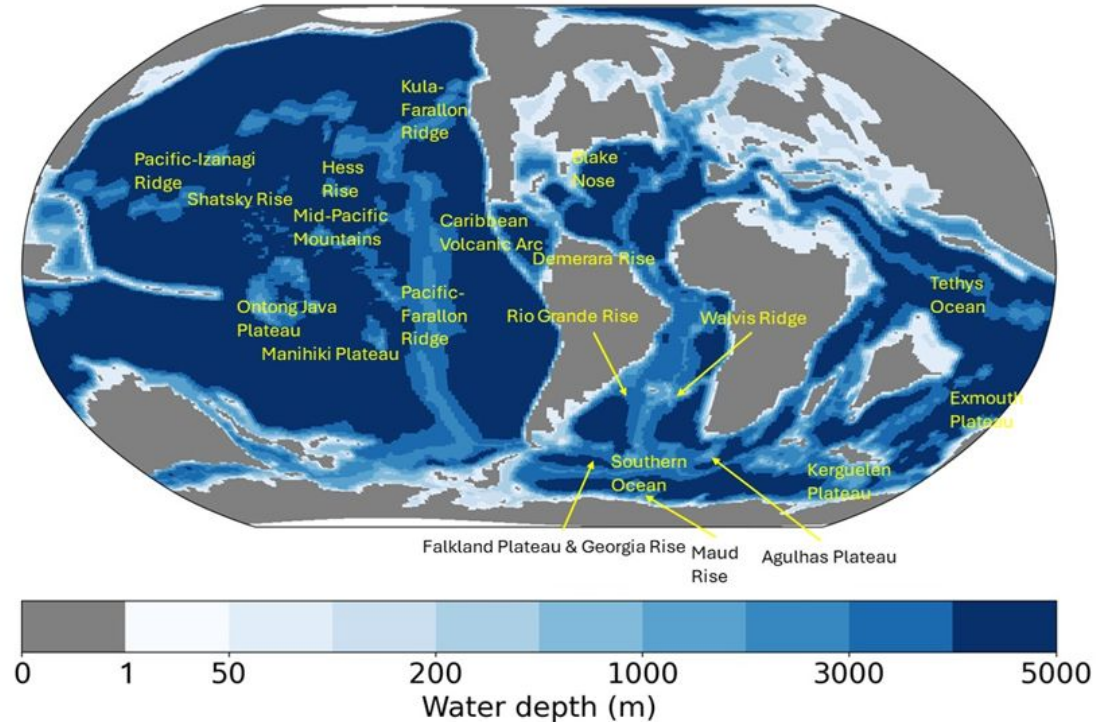 Kula-
Farallon
Ridge
Pacific-Izanagi
Ridge
Hess
Rise
Blake
Nose
Shatsky Rise
Mid-Pacific
Mountains
Caribbean
Volcanic Arc
Demerara Rise
Tethys
Ocean
Ontong Java
Plateau
Pacific-
Farallon
Ridge
Rio Grande Rise
Walvis Ridge
Manihiki Plateau
Exmouth
Plateau
Southern
Ocean
Kerguelen
Plateau
Falkland Plateau & Georgia Rise
Maud
Rise
Agulhas Plateau
0 1 50 200 1000 3000 5000
Water depth (m)